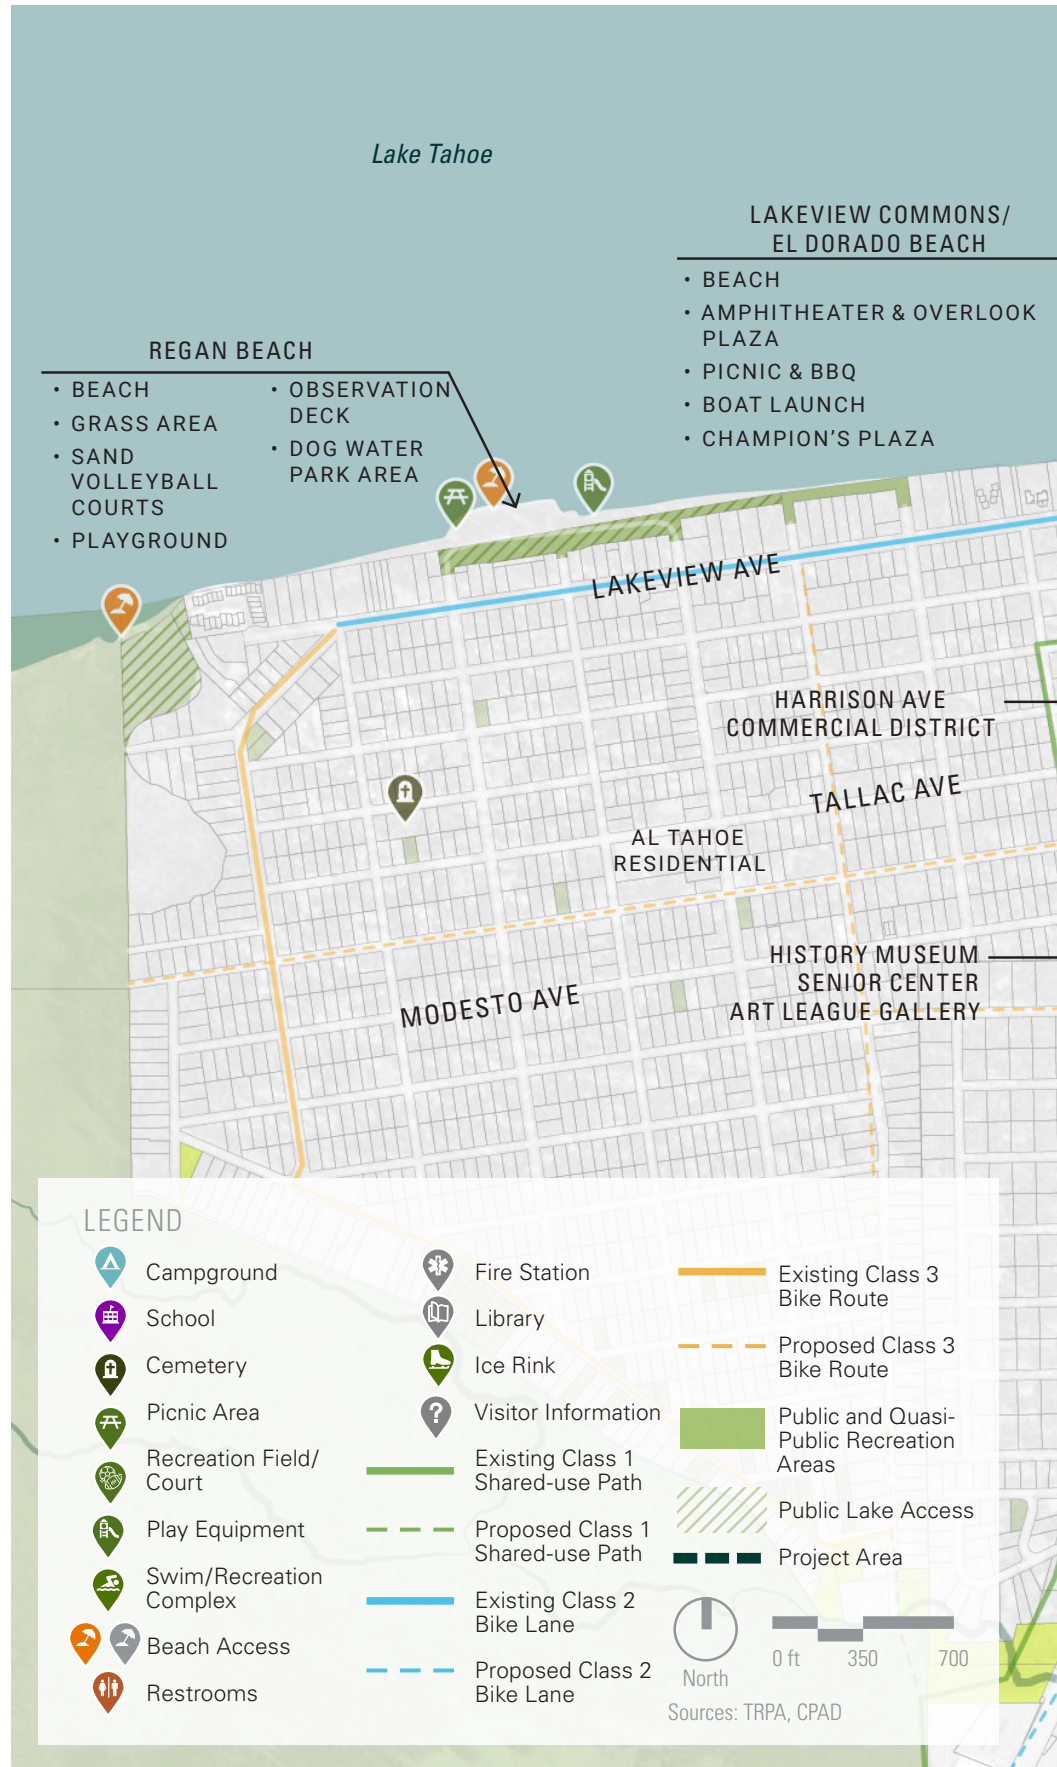 Lake Tahoe
LAKEVIEW COMMONS/
EL DORADO BEACH
• BEACH
• AMPHITHEATER & OVERLOOK
PLAZA
• PICNIC & BBQ
• BOAT LAUNCH
• CHAMPION'S PLAZA
REGAN BEACH
• BEACH
• GRASS AREA
• SAND
VOLLEYBALL
COURTS
• PLAYGROUND
• OBSERVATION
DECK
• DOG WATER
PARK AREA
LAKEVIEW AVE
HARRISON AVE
COMMERCIAL DISTRICT
TALLAC AVE
AL TAHOE
RESIDENTIAL
HISTORY MUSEUM
SENIOR CENTER
ART LEAGUE GALLERY
MODESTO AVE
LEGEND
Campground
School
Cemetery
Picnic Area
Recreation Field/
Court
Play Equipment
Swim/Recreation
Complex
Beach Access
Restrooms
Fire Station
Library
Ice Rink
?
Visitor Information
Existing Class 1
Shared-use Path
Proposed Class 1
Shared-use Path
Existing Class 2
Bike Lane
Proposed Class 2
Bike Lane
Existing Class 3
Bike Route
Proposed Class 3
Bike Route
Public and Quasi-
Public Recreation
Areas
Public Lake Access
Project Area
North
0 ft 350 700
Sources: TRPA, CPAD